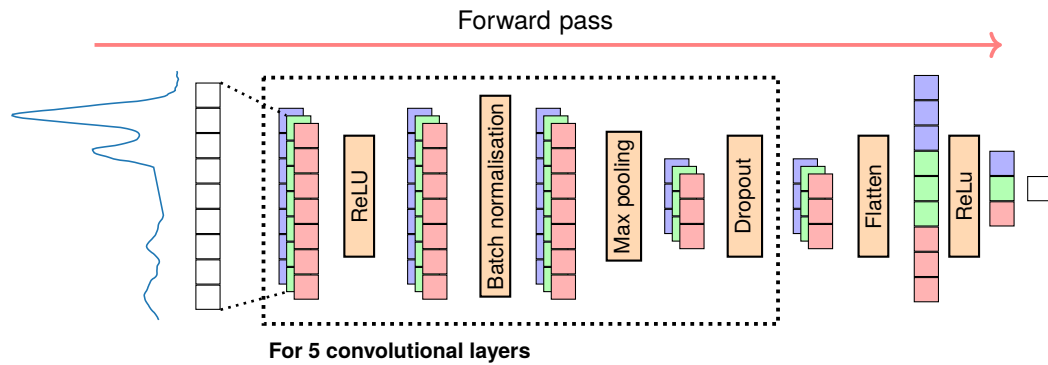 Forward pass
ReLU
Batch normalisation
Max pooling
Dropout
Flatten
ReLu
For 5 convolutional layers